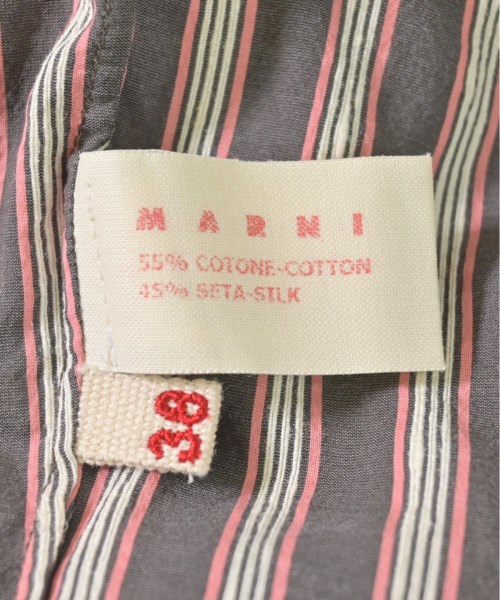 MARNI
55% COTONE-COTTON
45% SETA-SILK
38